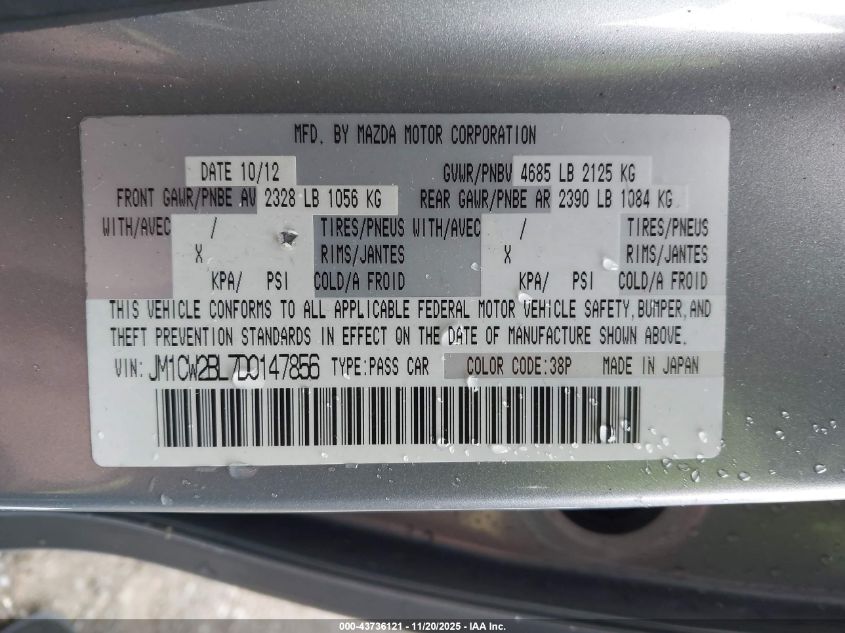 MFD. BY MAZDA MOTOR CORPORATION
DATE 10/12 GVWR/PNBV 4685 LB 2125 KG
FRONT GAWR/PNBE AV 2328 LB 1056 KG REAR GAWR/PNBE AR 2390 LB 1084 KG
WITH/AVEC / TIRES/PNEUS WITH/AVEC / TIRES/PNEUS
X RIMS/JANTES X RIMS/JANTES
KPA/ PSI COLD/A FROID KPA/ PSI COLD/A FROID
THIS VEHICLE CONFORMS TO ALL APPLICABLE FEDERAL MOTOR VEHICLE SAFETY, BUMPER, AND
THEFT PREVENTION STANDARDS IN EFFECT ON THE DATE OF MANUFACTURE SHOWN ABOVE.
VIN: JM1CW2BL7D0147856 TYPE:PASS CAR COLOR CODE:38P MADE IN JAPAN
000-43736121 - 11/20/2025 - IAA Inc.